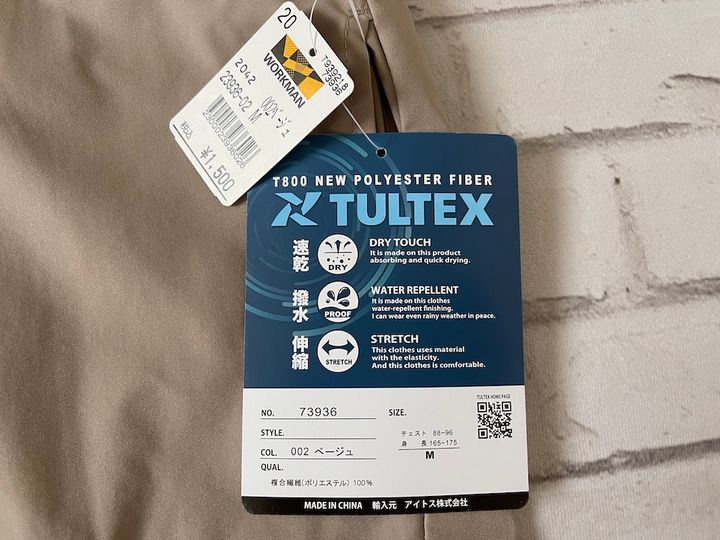 20
WORKMAN
T939218
73936
2042
23936-02 M
002ベージュ
2300023936026
税込
¥1,500
T800 NEW POLYESTER FIBER
TULTEX
速乾
DRY
DRY TOUCH
It is made on this product
absorbing and quick drying.
撥水
PROOF
WATER REPELLENT
It is made on this clothes
water-repellent finishing.
I can wear even rainy weather in peace.
伸縮
STRETCH
STRETCH
This clothes uses material
with the elasticity.
And this clothes is comfortable.
NO. 73936
STYLE.
COL. 002 ベージュ
QUAL.
複合繊維(ポリエステル) 100%
SIZE.
チェスト 88~96
身 長 165~175
M
TULTEX HOME PAGE
MADE IN CHINA 輸入元 アイトス株式会社